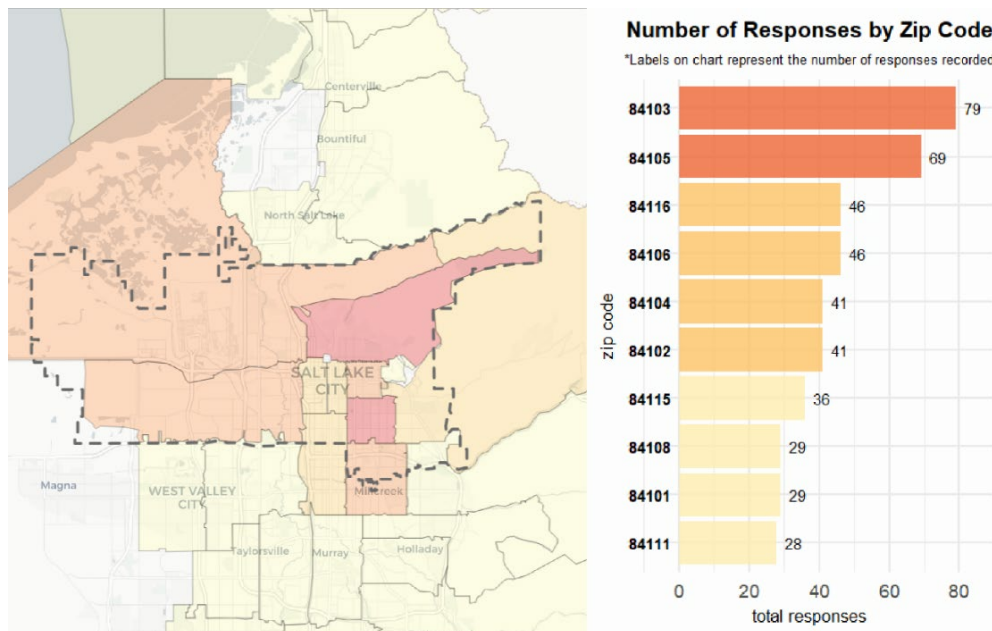 Centerville
Bountiful
North Salt Lake
SALT LAKE
CITY
Magna
WEST VALLEY
CITY
Millcreek
Taylorsville
Murray
Holladay
Number of Responses by Zip Code
*Labels on chart represent the number of responses recorded
zip code
84103 79
84105 69
84116 46
84106 46
84104 41
84102 41
84115 36
84108 29
84101 29
84111 28
0 20 40 60 80
total responses